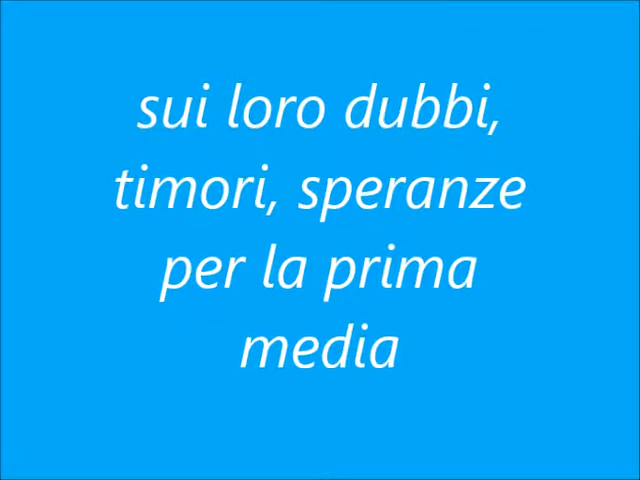 sui loro dubbi,
timori, speranze
per la prima
media